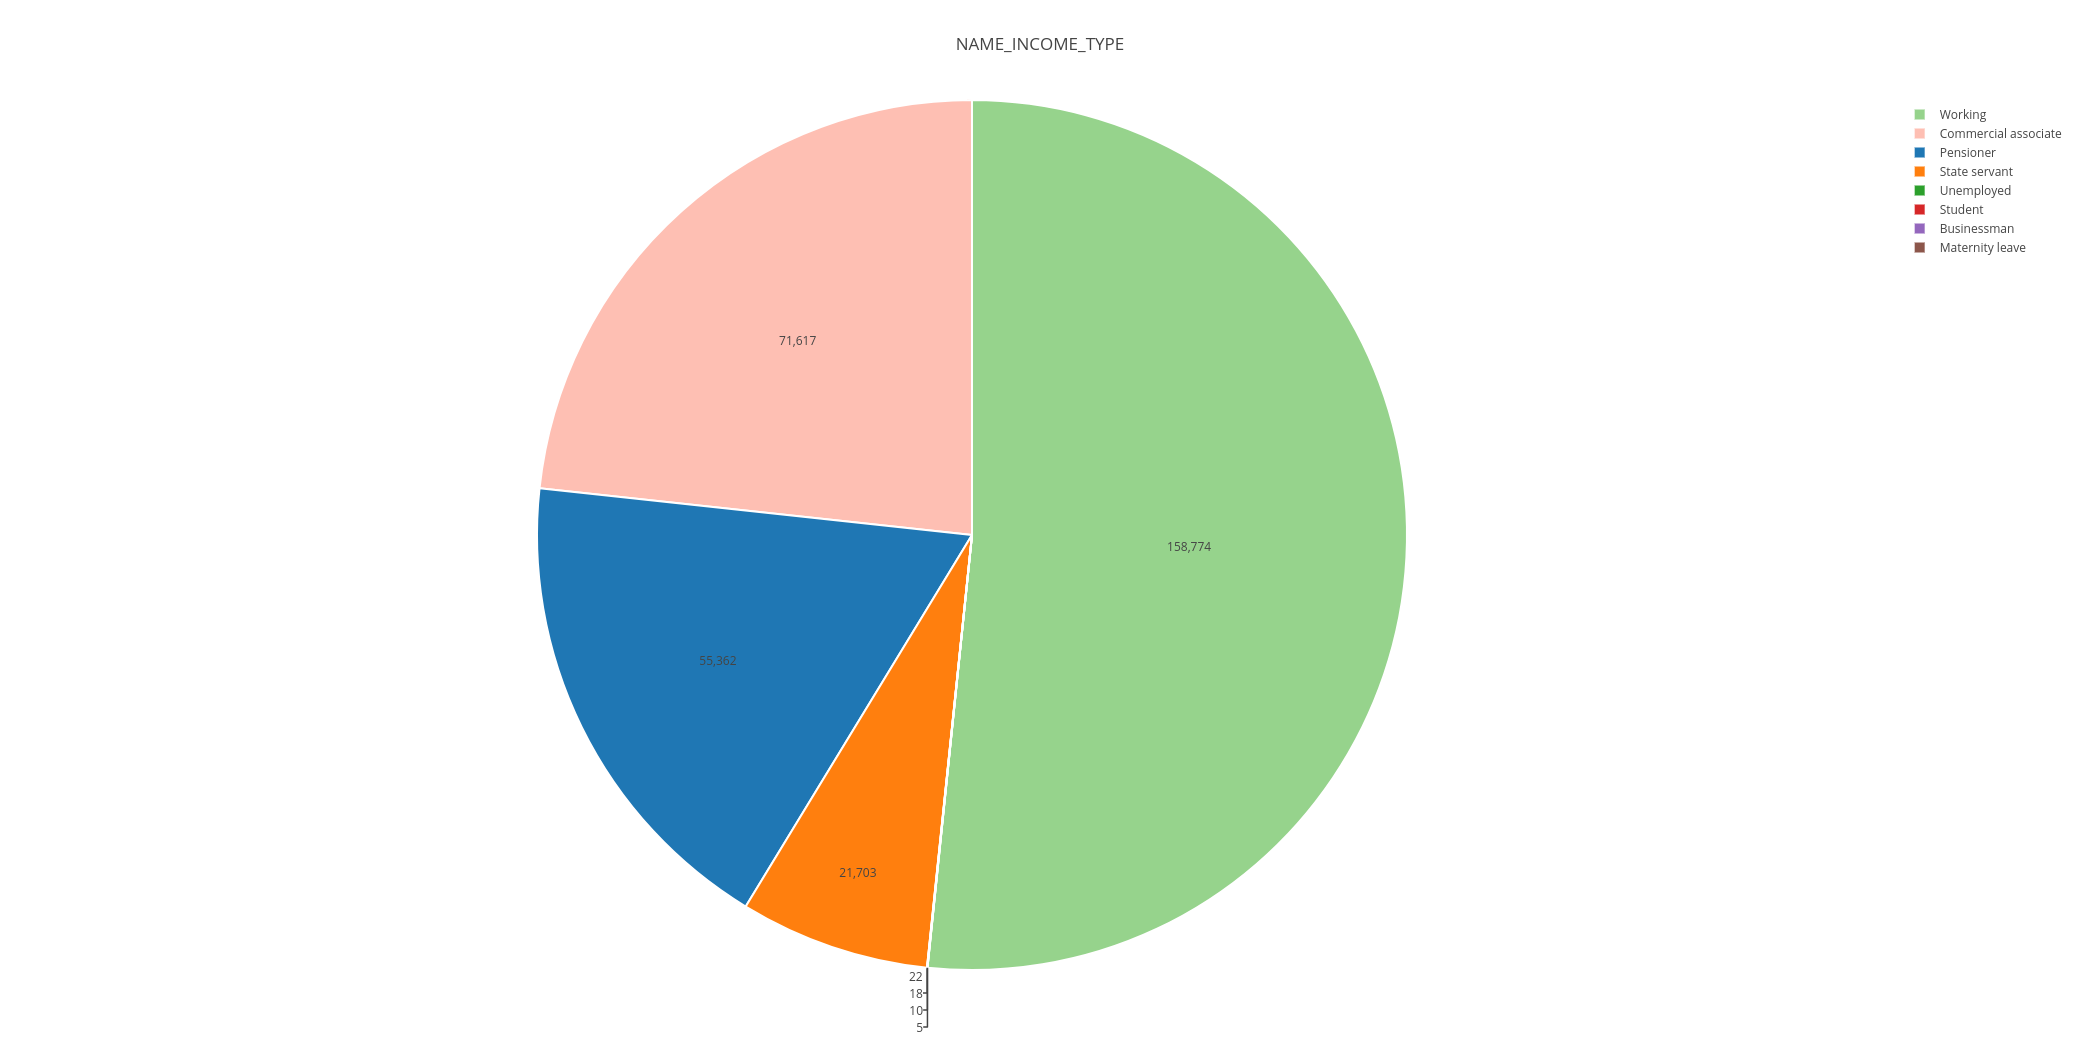 NAME_INCOME_TYPE
Working
Commercial associate
Pensioner
State servant
Unemployed
Student
Businessman
Maternity leave
71,617
158,774
55,362
21,703
22
18
10
5